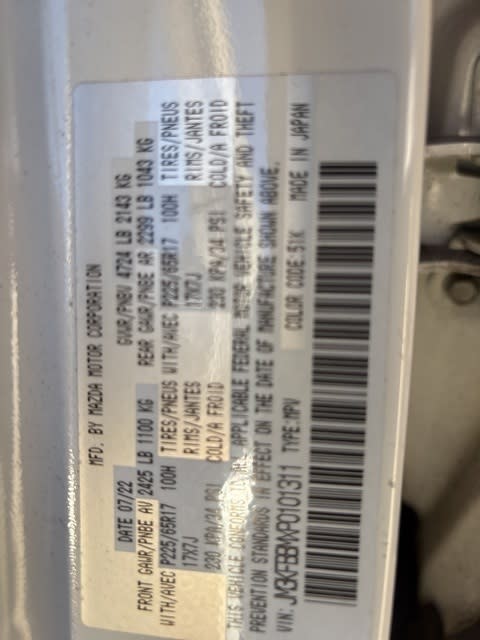 MFD. BY MAZDA MOTOR CORPORATION
DATE 07/22 GVWR/PNBV 4724 LB 2143 KG
FRONT GAWR/PNBE AV 2425 LB 1100 KG REAR GAWR/PNBE AR 2299 LB 1043 KG
WITH/AVEC P225/65R17 100H TIRES/PNEUS WITH/AVEC P225/65R17 100H TIRES/PNEUS
17X7J RIMS/JANTES 17X7J RIMS/JANTES
230 KPA/34 PSI COLD/A FROID 230 KPA/34 PSI COLD/A FROID
THIS VEHICLE CONFORMS TO ALL APPLICABLE FEDERAL MOTOR VEHICLE SAFETY AND THEFT
PREVENTION STANDARDS IN EFFECT ON THE DATE OF MANUFACTURE SHOWN ABOVE.
VIN: TYPE:MPV COLOR CODE:51K MADE IN JAPAN